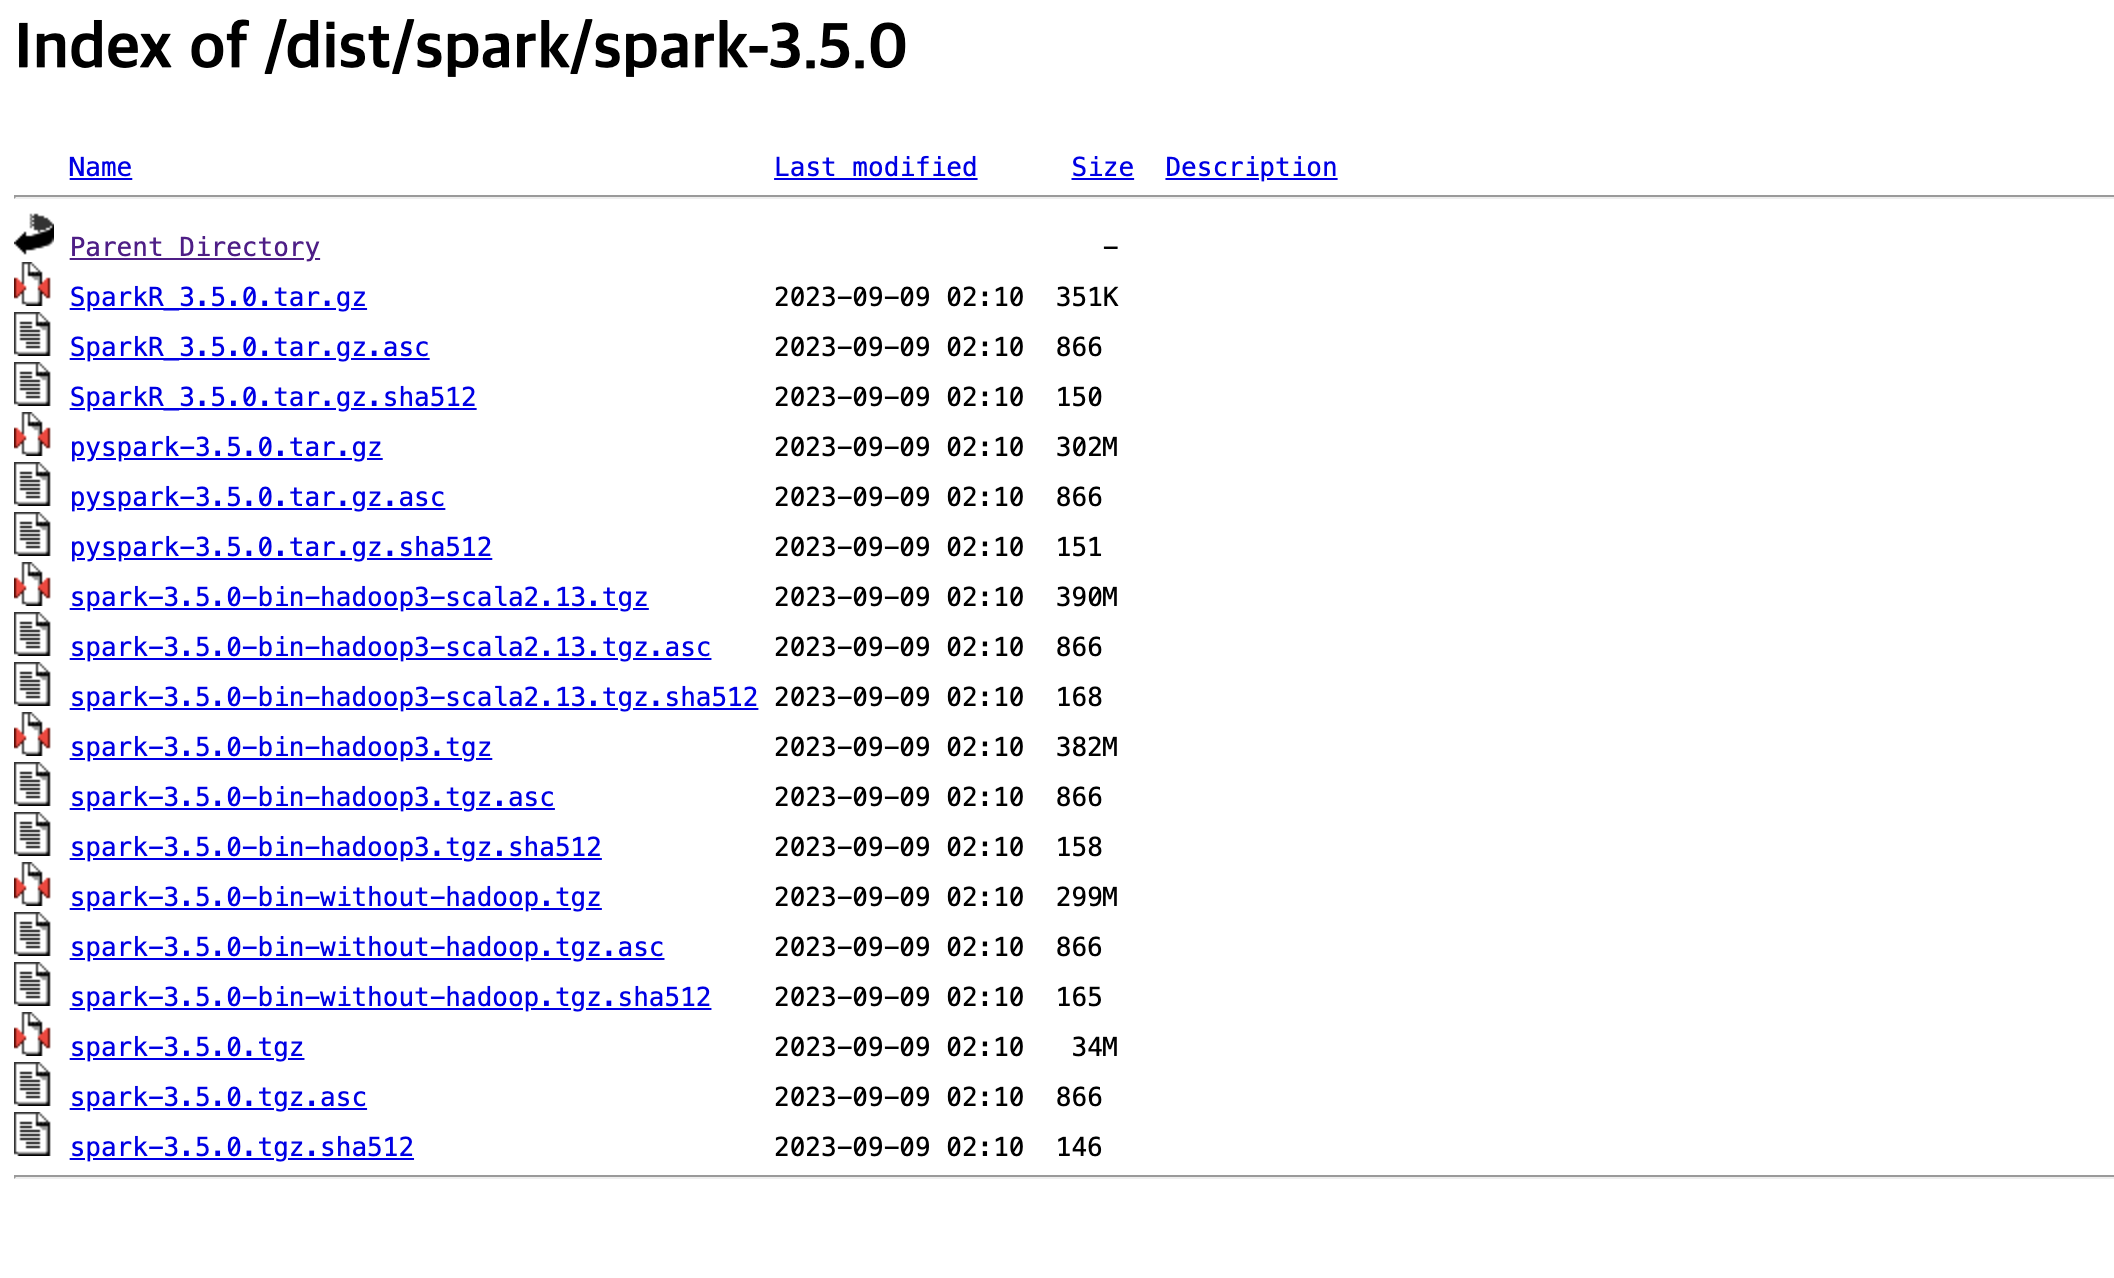 Index of /dist/spark/spark-3.5.0
Name Last modified Size Description
Parent Directory -
SparkR_3.5.0.tar.gz 2023-09-09 02:10 351K
SparkR_3.5.0.tar.gz.asc 2023-09-09 02:10 866
SparkR_3.5.0.tar.gz.sha512 2023-09-09 02:10 150
pyspark-3.5.0.tar.gz 2023-09-09 02:10 302M
pyspark-3.5.0.tar.gz.asc 2023-09-09 02:10 866
pyspark-3.5.0.tar.gz.sha512 2023-09-09 02:10 151
spark-3.5.0-bin-hadoop3-scala2.13.tgz 2023-09-09 02:10 390M
spark-3.5.0-bin-hadoop3-scala2.13.tgz.asc 2023-09-09 02:10 866
spark-3.5.0-bin-hadoop3-scala2.13.tgz.sha512 2023-09-09 02:10 168
spark-3.5.0-bin-hadoop3.tgz 2023-09-09 02:10 382M
spark-3.5.0-bin-hadoop3.tgz.asc 2023-09-09 02:10 866
spark-3.5.0-bin-hadoop3.tgz.sha512 2023-09-09 02:10 158
spark-3.5.0-bin-without-hadoop.tgz 2023-09-09 02:10 299M
spark-3.5.0-bin-without-hadoop.tgz.asc 2023-09-09 02:10 866
spark-3.5.0-bin-without-hadoop.tgz.sha512 2023-09-09 02:10 165
spark-3.5.0.tgz 2023-09-09 02:10 34M
spark-3.5.0.tgz.asc 2023-09-09 02:10 866
spark-3.5.0.tgz.sha512 2023-09-09 02:10 146